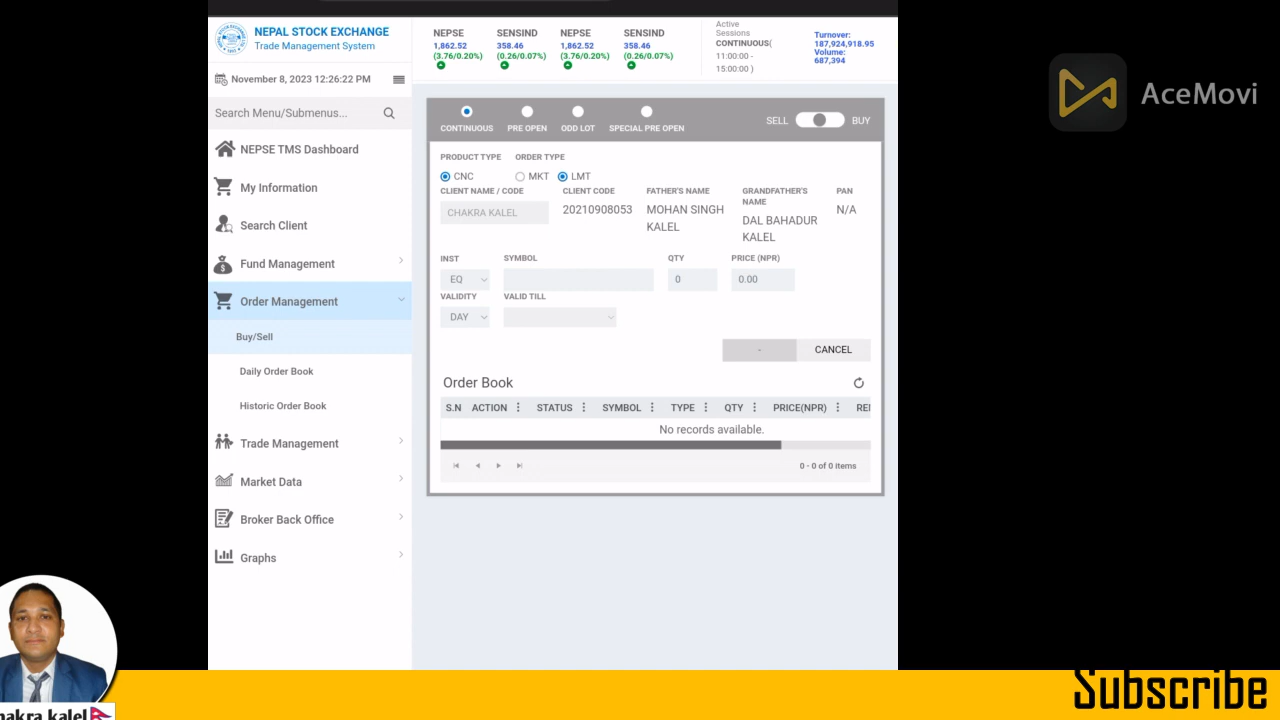 NEPAL STOCK EXCHANGE
Trade Management System
November 8, 2023 12:26:22 PM
Search Menu/Submenus...
NEPSE TMS Dashboard
My Information
Search Client
Fund Management
Order Management
Buy/Sell
Daily Order Book
Historic Order Book
Trade Management
Market Data
Broker Back Office
Graphs
NEPSE SENSIND NEPSE SENSIND
1,862.52 358.46 1,862.52 358.46
(3.76/0.20%) (0.26/0.07%) (3.76/0.20%) (0.26/0.07%)
Active
Sessions
CONTINUOUS(
11:00:00 -
15:00:00 )
Turnover:
187,924,918.95
Volume:
687,394
CONTINUOUS PRE OPEN ODD LOT SPECIAL PRE OPEN
SELL BUY
PRODUCT TYPE ORDER TYPE
CNC MKT LMT
CLIENT NAME / CODE CLIENT CODE FATHER'S NAME GRANDFATHER'S NAME PAN
CHAKRA KALEL 20210908053 MOHAN SINGH KALEL DAL BAHADUR KALEL N/A
INST SYMBOL QTY PRICE (NPR)
EQ 0 0.00
VALIDITY VALID TILL
DAY
- CANCEL
Order Book
S.N ACTION STATUS SYMBOL TYPE QTY PRICE(NPR) REI
No records available.
0 - 0 of 0 items
AceMovi
akra kalel
Subscribe